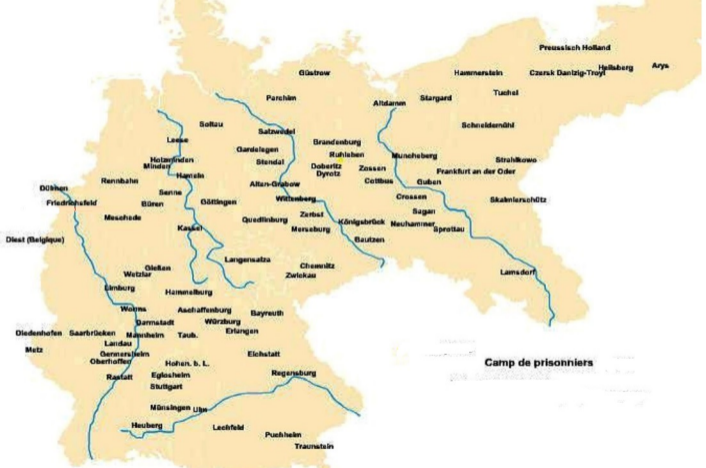 Preussisch Holland
Güstrow
Hammerstein
Czersk Dantzig-Troyl
Heilsberg
Arys
Parchim
Altdamm
Stargard
Tuchel
Soltau
Salzwedel
Schneidemühl
Leese
Gardelegen
Brandenburg
Ruhleben
Holzminden
Minden
Stendal
Doberitz
Dyrotz
Zossen
Muncheberg
Strahlkowo
Frankfurt an der Oder
Rennbahn
Hameln
Alten-Grabow
Cottbus
Guben
Dülmen
Senne
Friedrichsfeld
Büren
Göttingen
Wittenberg
Crossen
Skalmierschütz
Meschede
Quedlinburg
Zerbst
Sagan
Kassel
Merseburg
Königsbrück
Neuhammer
Sprottau
Diest (Belgique)
Bautzen
Langensalza
Gießen
Wetzlar
Chemnitz
Zwickau
Lamsdorf
Limburg
Hammelburg
Worms
Aschaffenburg
Bayreuth
Darmstadt
Würzburg
Diedenhofen
Saarbrücken
Mannheim
Taub.
Erlangen
Metz
Landau
Germersheim
Oberhoffen
Eichstatt
Hohen. b. L.
Camp de prisonniers
Rastatt
Eglosheim
Stuttgart
Regensburg
Münsingen
Ulm
Heuberg
Lechfeld
Puchheim
Traunstein